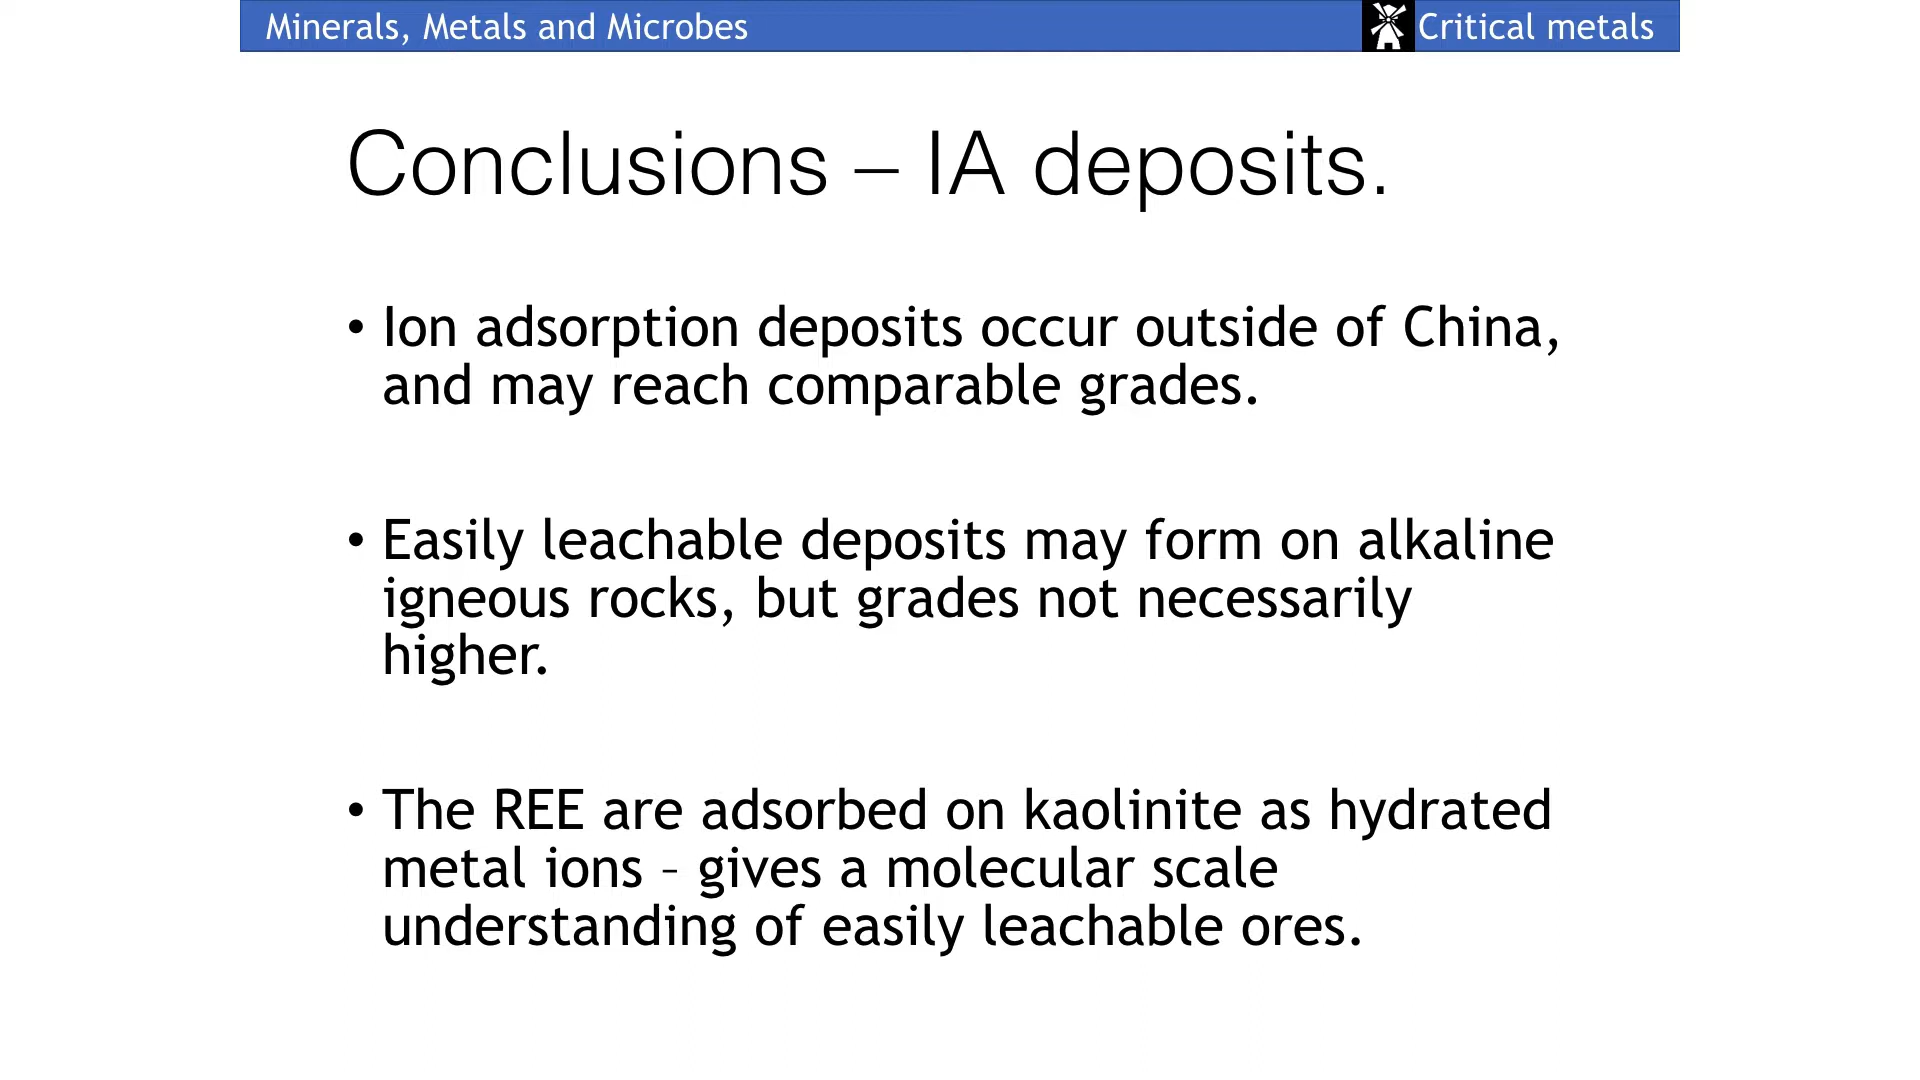 Minerals, Metals and Microbes
Critical metals
Conclusions – IA deposits.
• Ion adsorption deposits occur outside of China,
and may reach comparable grades.
• Easily leachable deposits may form on alkaline
igneous rocks, but grades not necessarily
higher.
• The REE are adsorbed on kaolinite as hydrated
metal ions – gives a molecular scale
understanding of easily leachable ores.